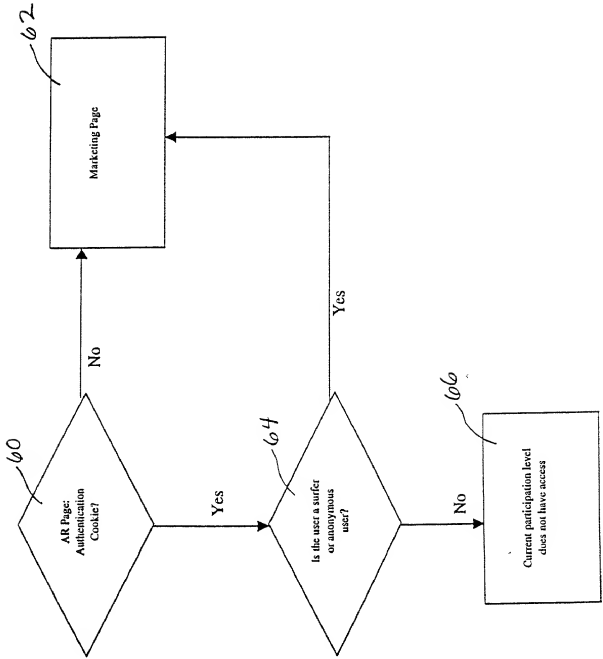 60
AR Page:
Authentication
Cookie?
No
62
Marketing Page
Yes
64
Is the user a surfer
or anonymous
user?
Yes
No
66
Current participation level
does not have access